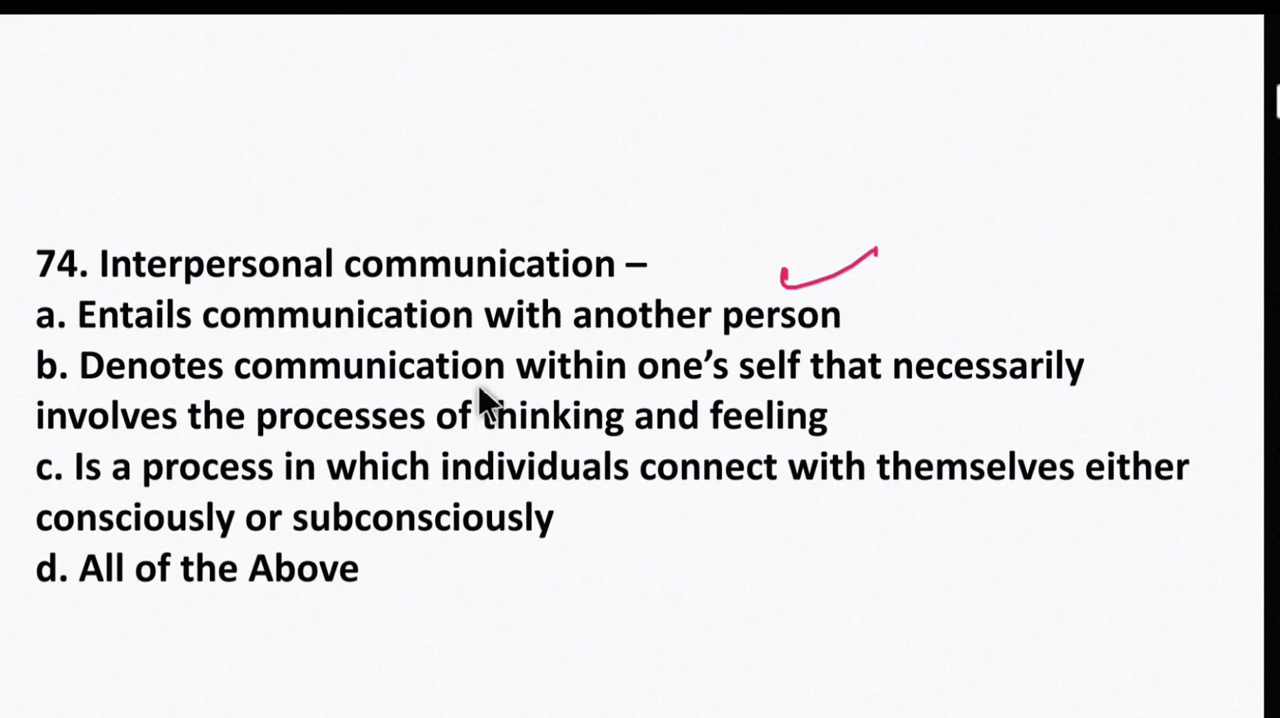 74. Interpersonal communication –
a. Entails communication with another person
b. Denotes communication within one’s self that necessarily
involves the processes of thinking and feeling
c. Is a process in which individuals connect with themselves either
consciously or subconsciously
d. All of the Above